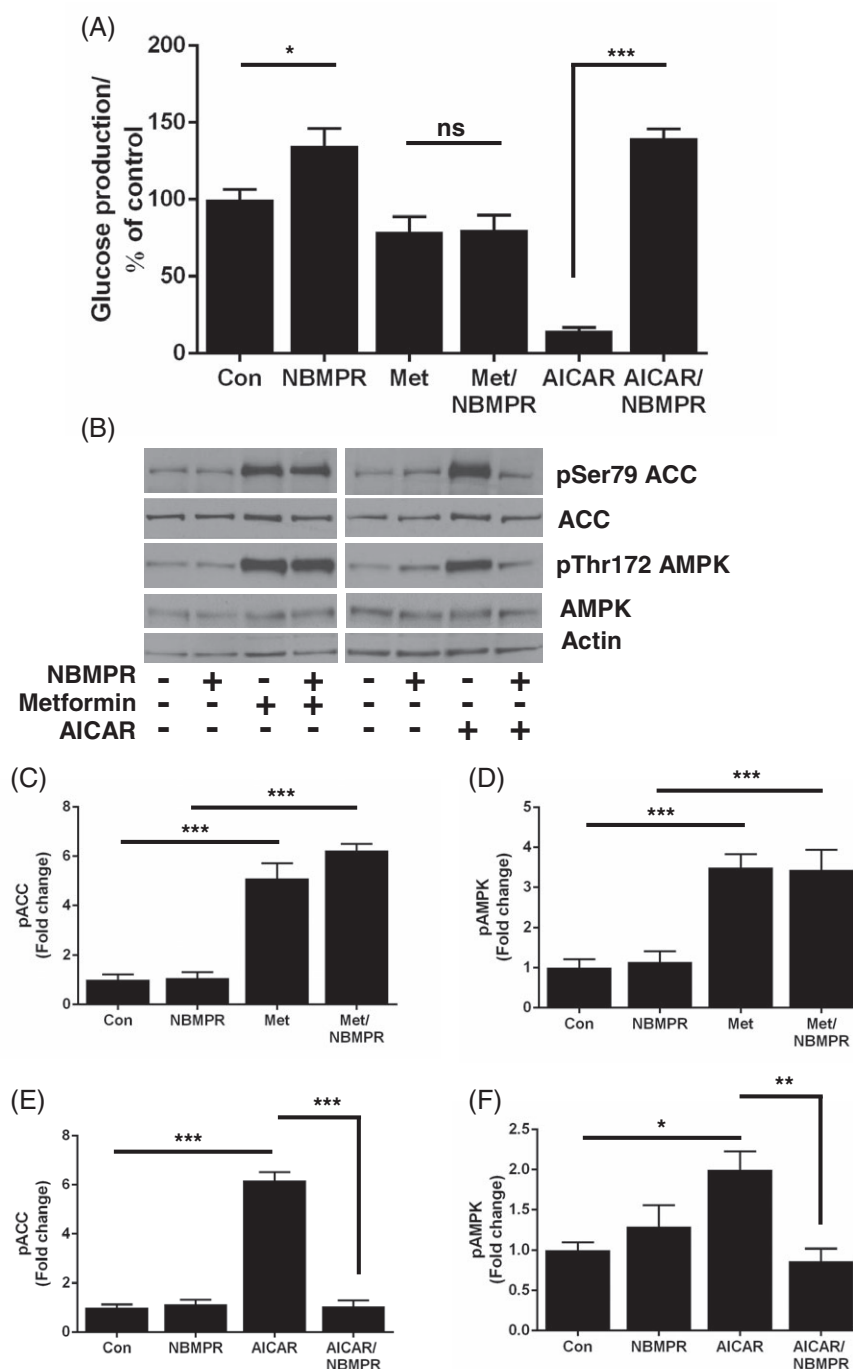 (A)
Glucose production/
% of control
200
150
100
50
0
*
ns
***
Con
NBMPR
Met
Met/
NBMPR
AICAR
AICAR/
NBMPR
(B)
pSer79 ACC
ACC
pThr172 AMPK
AMPK
Actin
NBMPR - + - + - + - +
Metformin - - + + - - - -
AICAR - - - - - - + +
(C)
pACC
(Fold change)
8
6
4
2
0
***
***
Con
NBMPR
Met
Met/
NBMPR
(D)
pAMPK
(Fold change)
5
4
3
2
1
0
***
***
Con
NBMPR
Met
Met/
NBMPR
(E)
pACC
(Fold change)
8
6
4
2
0
***
***
Con
NBMPR
AICAR
AICAR/
NBMPR
(F)
pAMPK
(Fold change)
2.5
2.0
1.5
1.0
0.5
0.0
*
**
Con
NBMPR
AICAR
AICAR/
NBMPR